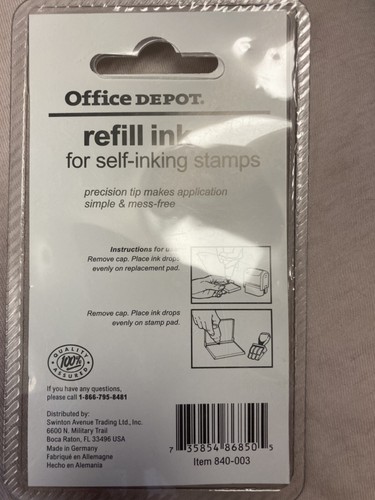 Office DEPOT.
refill ink
for self-inking stamps
precision tip makes application
simple & mess-free
Instructions for use:
Remove cap. Place ink drops
evenly on replacement pad.
Remove cap. Place ink drops
evenly on stamp pad.
QUALITY
100%
ASSURED
If you have any questions,
please call 1-866-795-8481
Distributed by:
Swinton Avenue Trading Ltd., Inc.
6600 N. Military Trail
Boca Raton, FL 33496 USA
Made in Germany
Fabriqué en Allemagne
Hecho en Alemania
7 35854 86850 5
Item 840-003